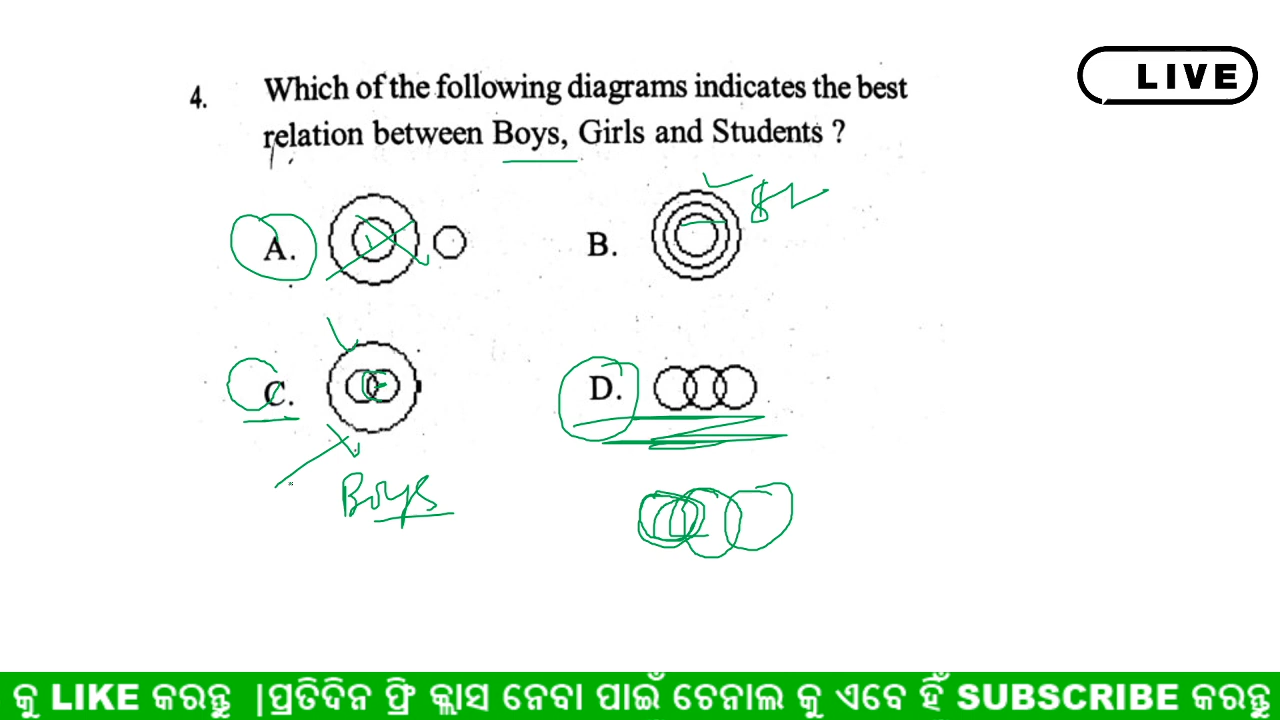 LIVE
4. Which of the following diagrams indicates the best
relation between Boys, Girls and Students ?
A.
B.
C.
D.
Boys
କୁ LIKE କରନ୍ତୁ |ପ୍ରତିଦିନ ଫ୍ରି କ୍ଲାସ ନେବା ପାଇଁ ଚେନାଲ କୁ ଏବେ ହିଁ SUBSCRIBE କରନ୍ତୁ